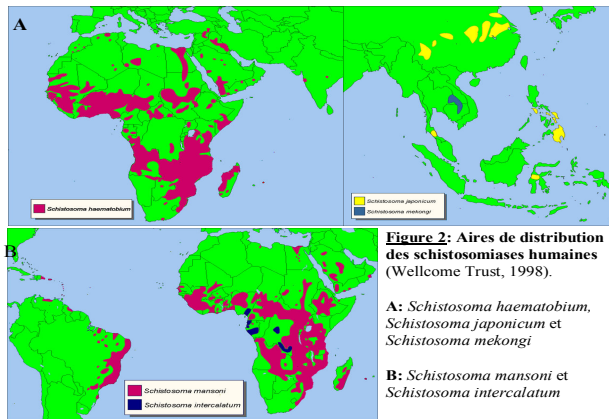 A
Schistosoma haematobium
Schistosoma japonicum
Schistosoma mekongi
B
Schistosoma mansoni
Schistosoma intercalatum
Figure 2: Aires de distribution
des schistosomiases humaines
(Wellcome Trust, 1998).
A: Schistosoma haematobium,
Schistosoma japonicum et
Schistosoma mekongi
B: Schistosoma mansoni et
Schistosoma intercalatum